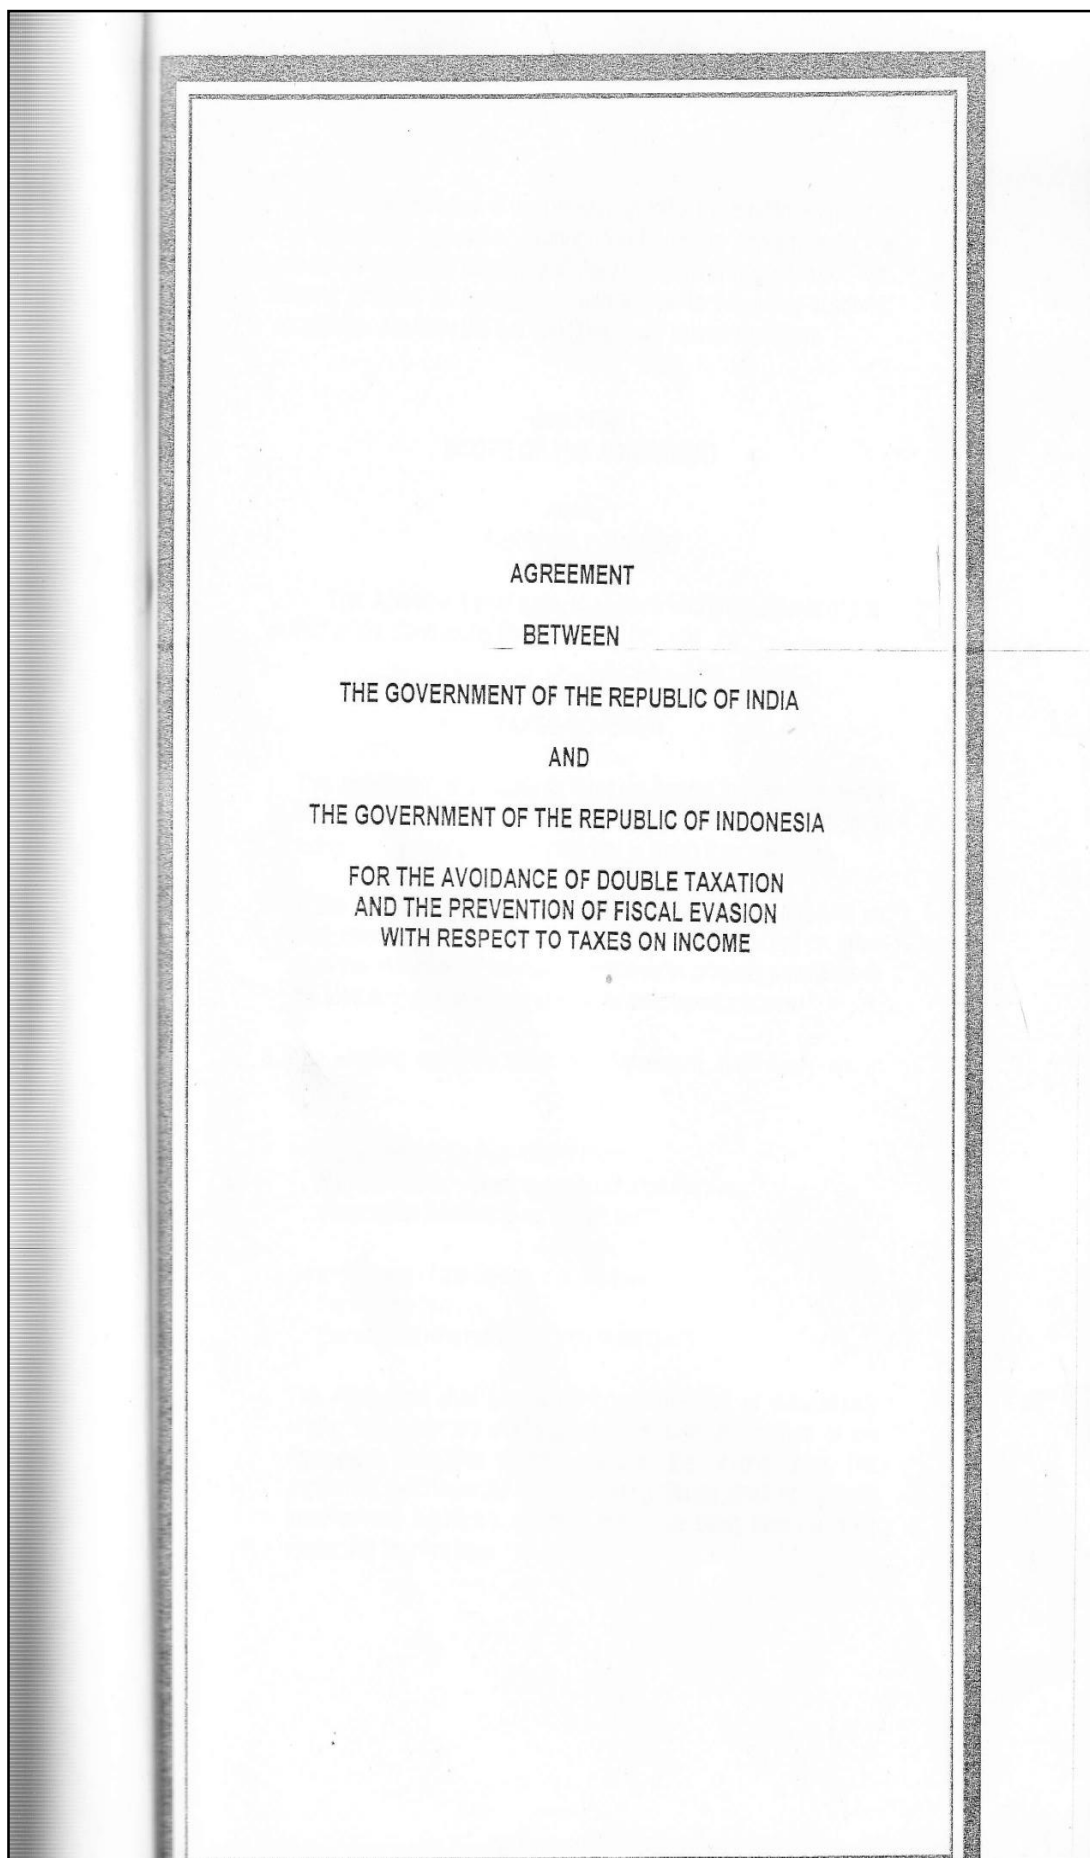 AGREEMENT
BETWEEN
THE GOVERNMENT OF THE REPUBLIC OF INDIA
AND
THE GOVERNMENT OF THE REPUBLIC OF INDONESIA
FOR THE AVOIDANCE OF DOUBLE TAXATION
AND THE PREVENTION OF FISCAL EVASION
WITH RESPECT TO TAXES ON INCOME